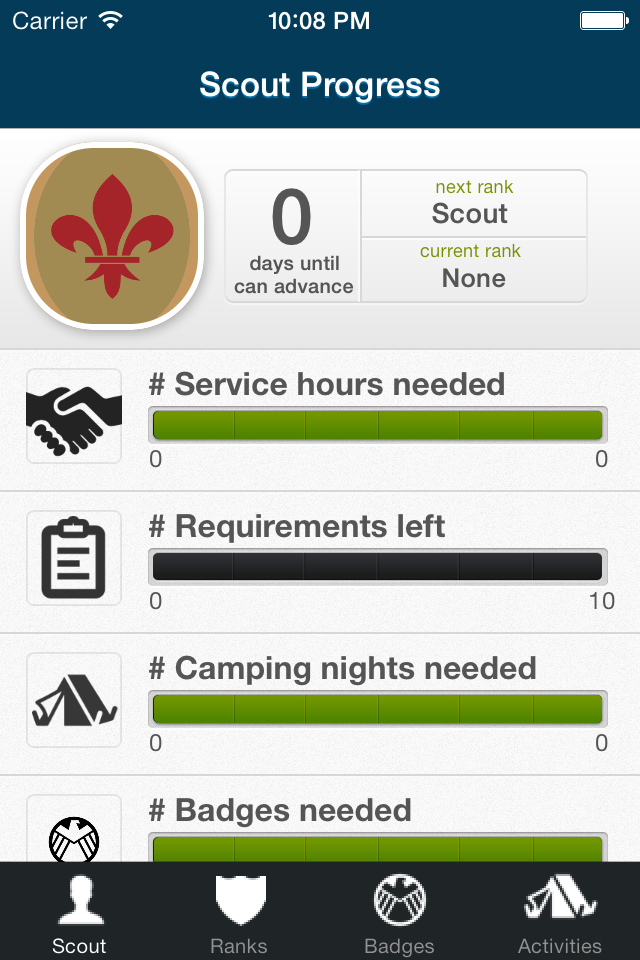 Carrier 10:08 PM
Scout Progress
0
days until
can advance
next rank
Scout
current rank
None
# Service hours needed
0 0
# Requirements left
0 10
# Camping nights needed
0 0
# Badges needed
Scout Ranks Badges Activities